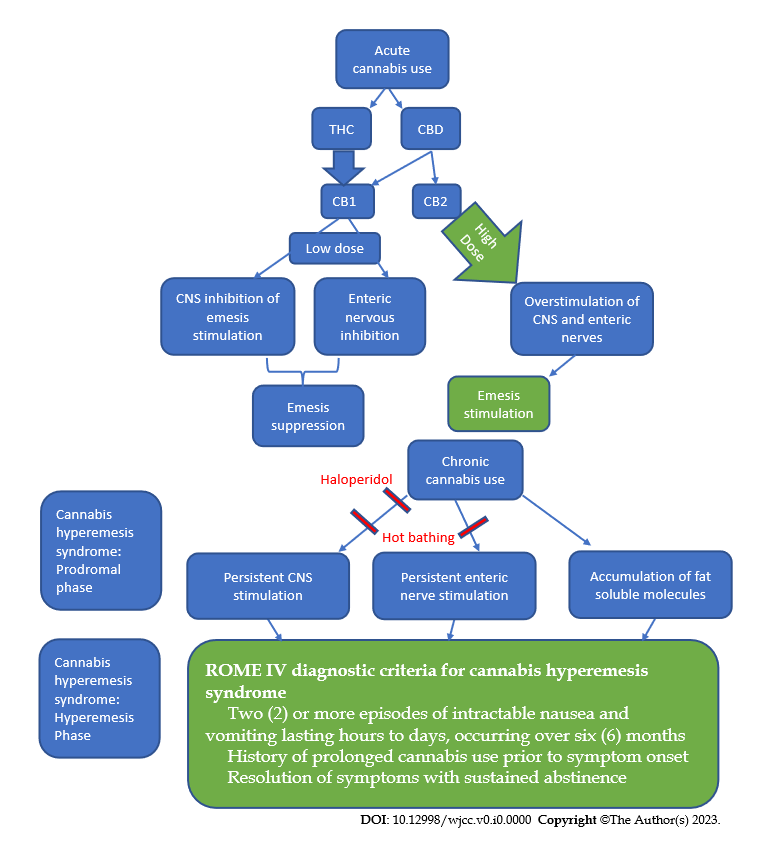 Acute
cannabis use
THC
CBD
CB1
CB2
High
Dose
Low dose
CNS inhibition of
emesis
stimulation
Enteric
nervous
inhibition
Overstimulation of
CNS and enteric
nerves
Emesis
suppression
Emesis
stimulation
Chronic
cannabis use
Haloperidol
Hot bathing
Cannabis
hyperemesis
syndrome:
Prodromal
phase
Persistent CNS
stimulation
Persistent enteric
nerve stimulation
Accumulation of fat
soluble molecules
Cannabis
hyperemesis
syndrome:
Hyperemesis
Phase
ROME IV diagnostic criteria for cannabis hyperemesis
syndrome
Two (2) or more episodes of intractable nausea and
vomiting lasting hours to days, occurring over six (6) months
History of prolonged cannabis use prior to symptom onset
Resolution of symptoms with sustained abstinence
DOI: 10.12998/wjcc.v0.i0.0000 Copyright ©The Author(s) 2023.